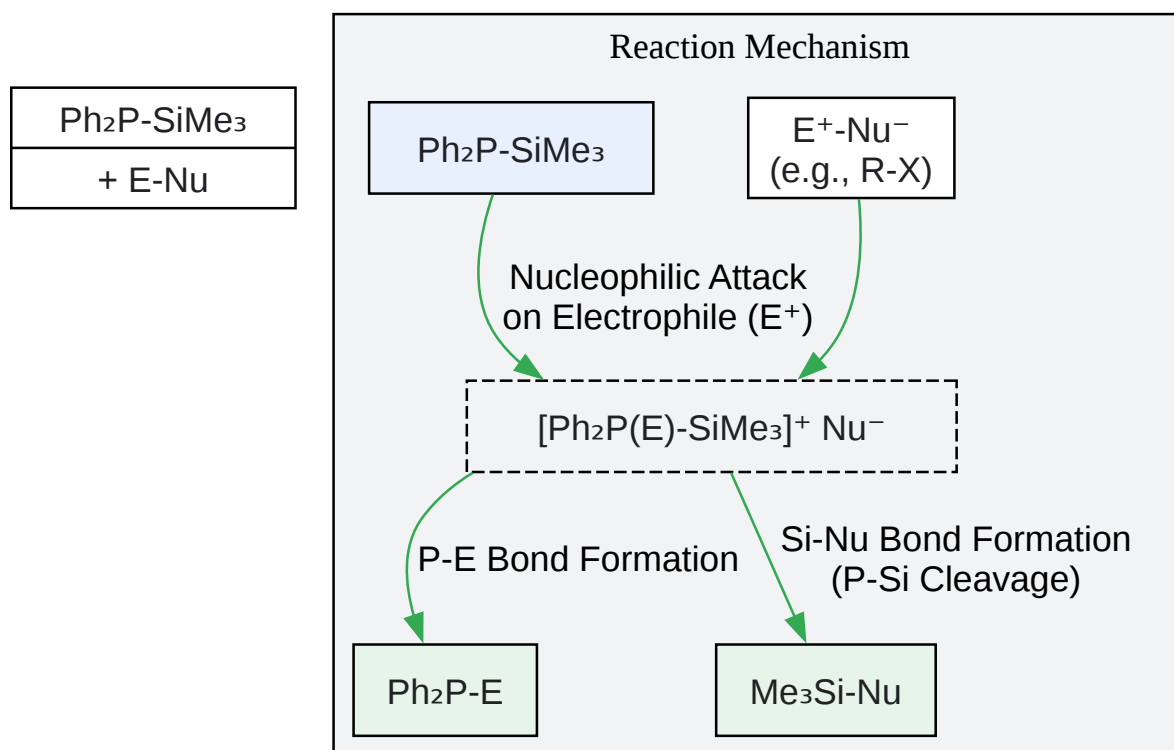 Reaction Mechanism
Ph₂P-SiMe₃
+ E-Nu
Ph₂P-SiMe₃
E⁺-Nu⁻
(e.g., R-X)
Nucleophilic Attack
on Electrophile (E⁺)
[Ph₂P(E)-SiMe₃]⁺ Nu⁻
P-E Bond Formation
Si-Nu Bond Formation
(P-Si Cleavage)
Ph₂P-E
Me₃Si-Nu